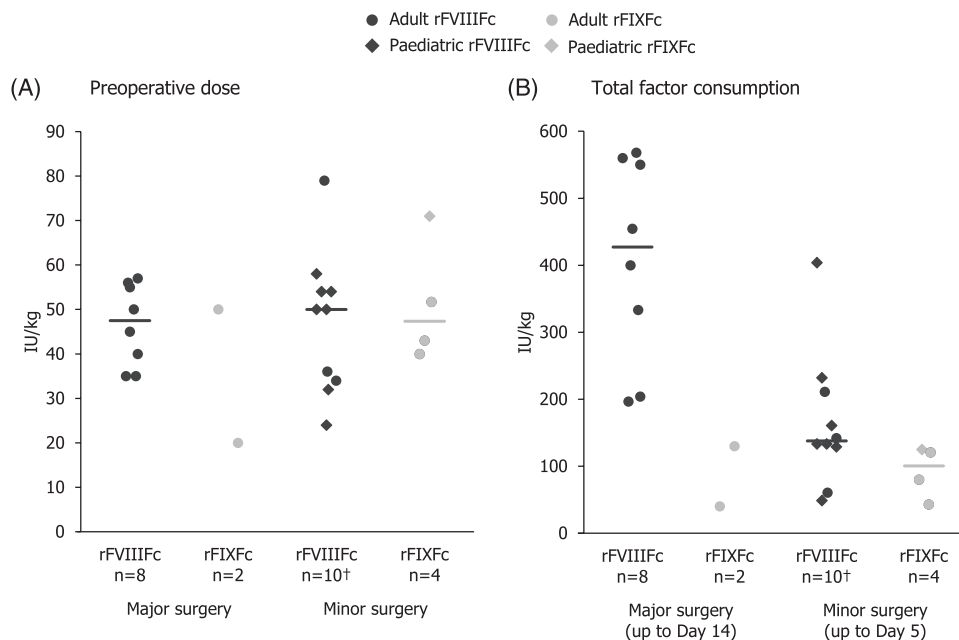 Adult rFVIIIFc
Adult rFIXFc
Paediatric rFVIIIFc
Paediatric rFIXFc
(A)
Preoperative dose
90
80
70
60
50
40
30
20
10
0
IU/kg
rFVIIIFc
n=8
rFIXFc
n=2
rFVIIIFc
n=10†
rFIXFc
n=4
Major surgery
Minor surgery
(B)
Total factor consumption
600
500
400
300
200
100
0
IU/kg
rFVIIIFc
n=8
rFIXFc
n=2
rFVIIIFc
n=10†
rFIXFc
n=4
Major surgery
(up to Day 14)
Minor surgery
(up to Day 5)